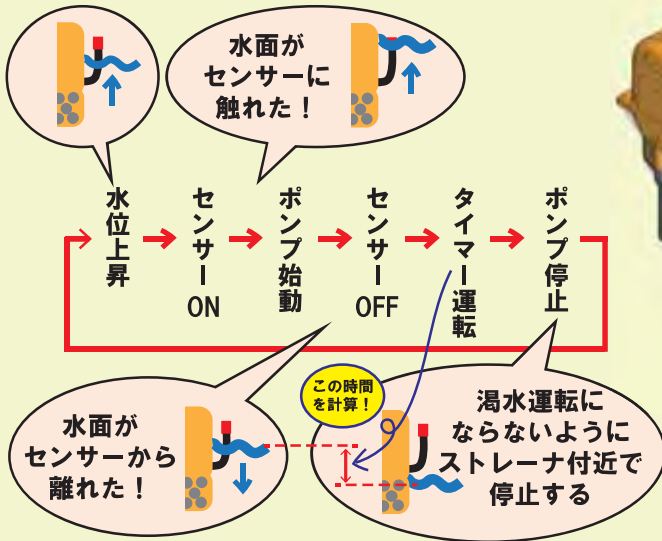 水面が
センサーに
触れた！
水位上昇
センサーON
ポンプ始動
センサーOFF
タイマー運転
ポンプ停止
水面が
センサーから
離れた！
この時間
を計算！
渇水運転に
ならないように
ストレーナ付近で
停止する